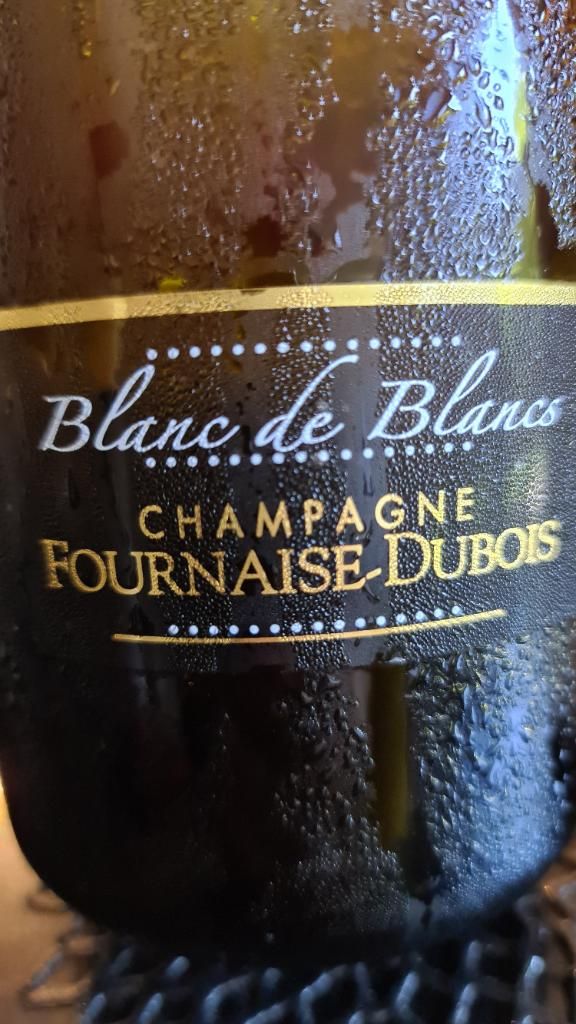 Blanc de Blancs
CHAMPAGNE
FOURNAISE-DUBOIS